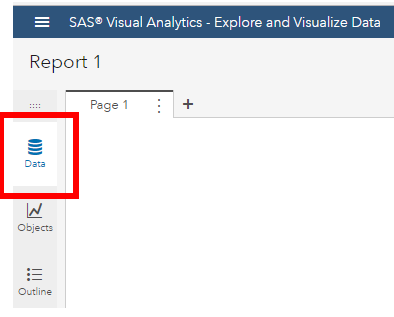 SAS® Visual Analytics - Explore and Visualize Data
Report 1
Page 1
Data
Objects
Outline